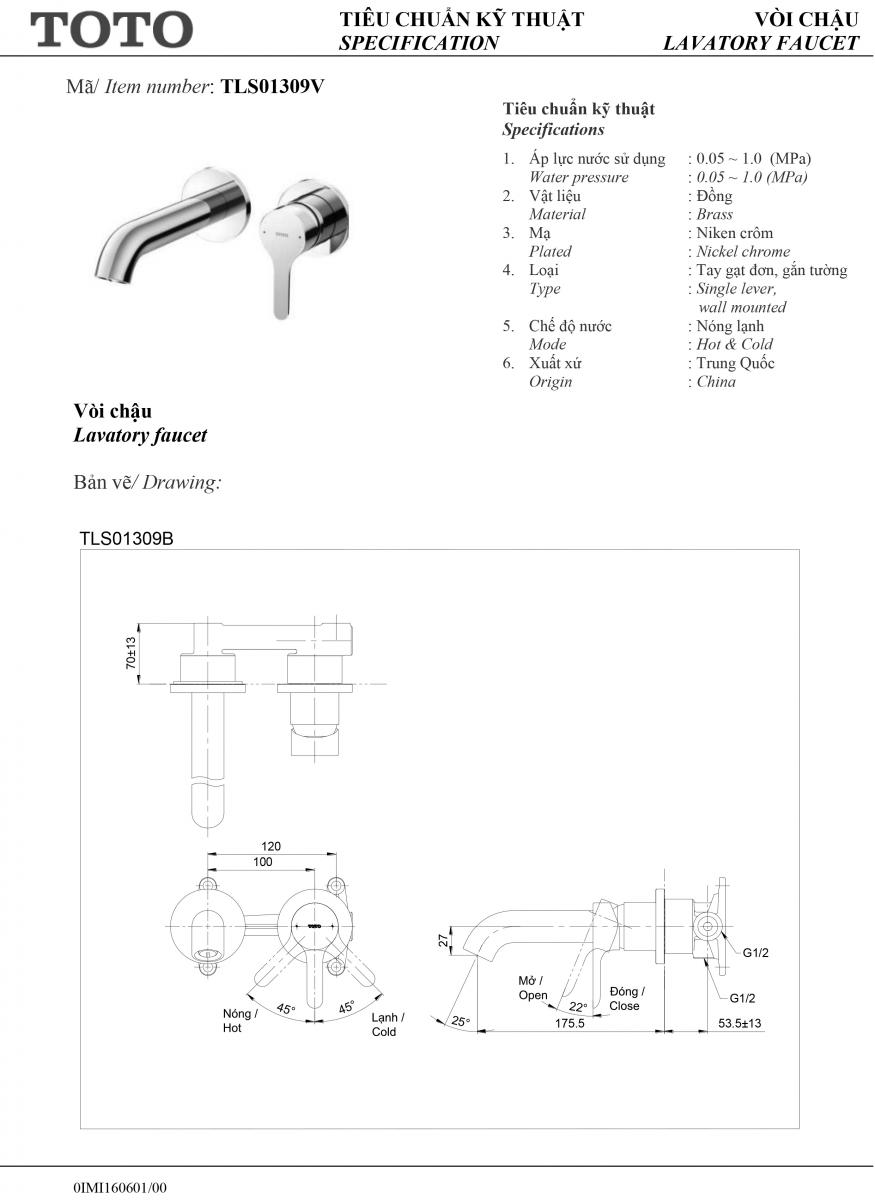 TOTO
TIÊU CHUẨN KỸ THUẬT
SPECIFICATION
VÒI CHẬU
LAVATORY FAUCET
Mã/ Item number: TLS01309V
Tiêu chuẩn kỹ thuật
Specifications
1. Áp lực nước sử dụng : 0.05 ~ 1.0 (MPa)
Water pressure : 0.05 ~ 1.0 (MPa)
2. Vật liệu : Đồng
Material : Brass
3. Mạ : Niken crôm
Plated : Nickel chrome
4. Loại : Tay gạt đơn, gắn tường
Type : Single lever,
wall mounted
5. Chế độ nước : Nóng lạnh
Mode : Hot & Cold
6. Xuất xứ : Trung Quốc
Origin : China
TOTO
Vòi chậu
Lavatory faucet
Bản vẽ/ Drawing:
TLS01309B
70±13
120
100
TOTO
Nóng /
Hot
45°
45°
Lạnh /
Cold
27
25°
Mở /
Open
22°
Đóng /
Close
175.5
53.5±13
G1/2
G1/2
0IMI160601/00